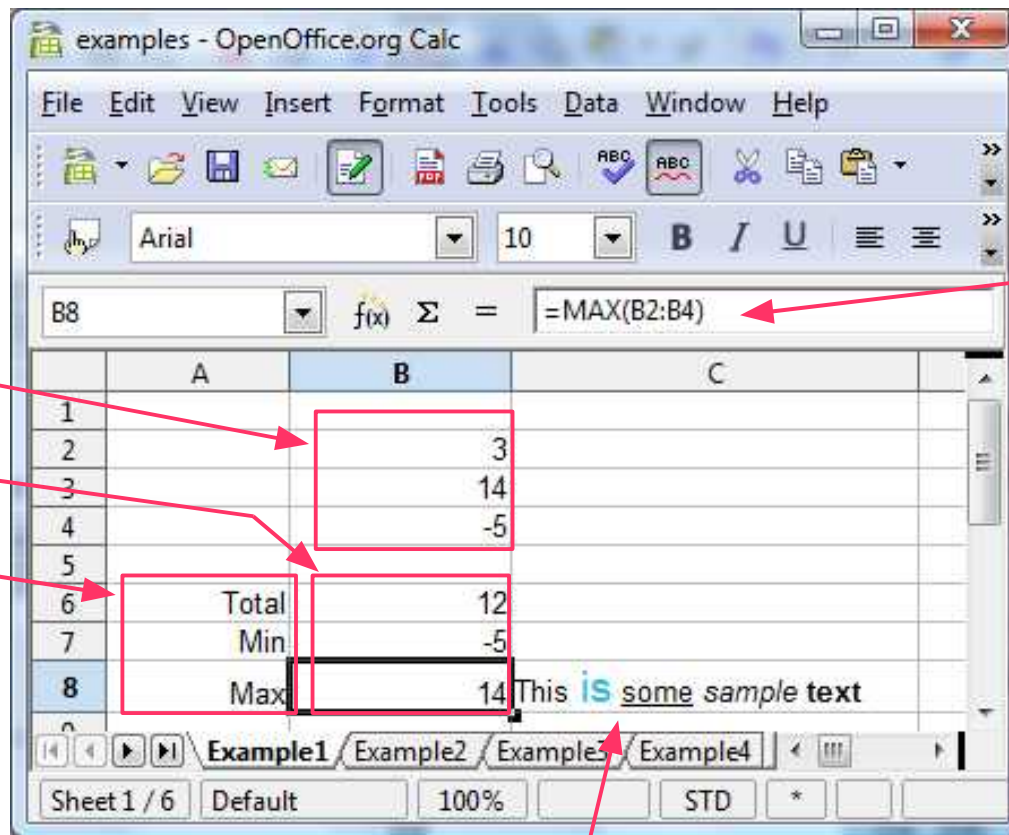 examples - OpenOffice.org Calc
File Edit View Insert Format Tools Data Window Help
ABC ABC
Arial 10 B I U
B8 f(x) Σ = =MAX(B2:B4)
A B C
1
2 3
3 14
4 -5
5
6 Total 12
7 Min -5
8 Max 14 This is some sample text
Example1 Example2 Example3 Example4
Sheet 1 / 6 Default 100% STD *